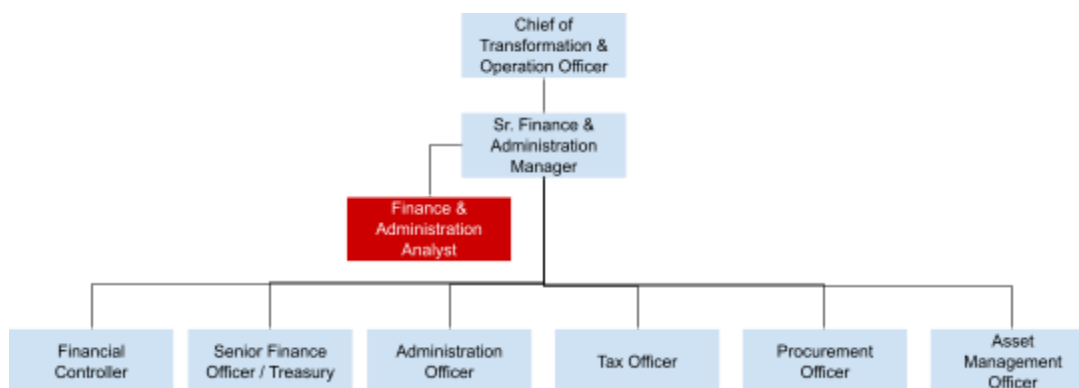 Chief of
Transformation &
Operation Officer
Sr. Finance &
Administration
Manager
Finance &
Administration
Analyst
Financial
Controller
Senior Finance
Officer / Treasury
Administration
Officer
Tax Officer
Procurement
Officer
Asset
Management
Officer